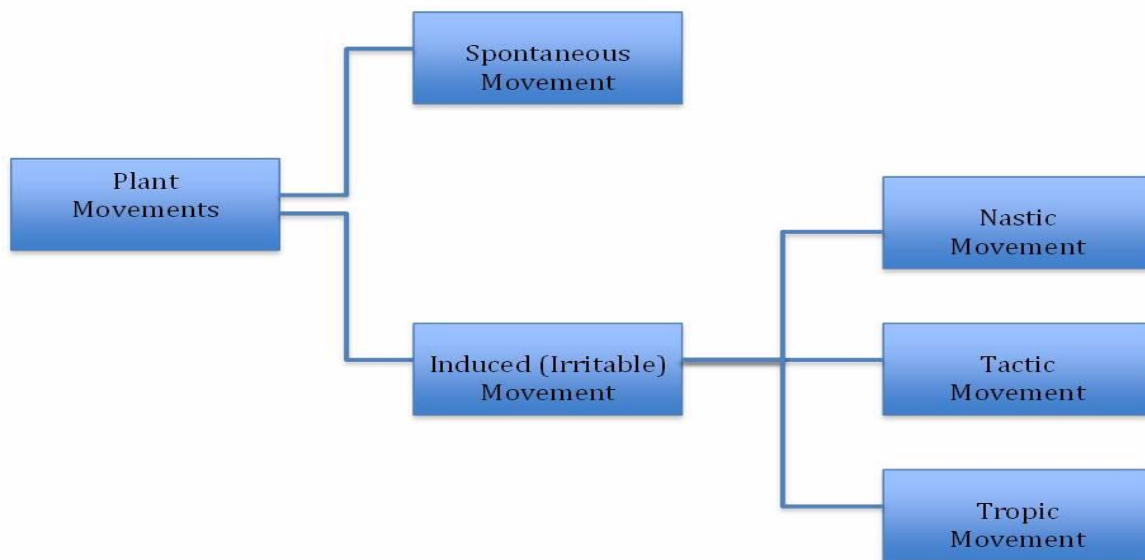 Spontaneous
Movement
Plant
Movements
Nastic
Movement
Induced (Irritable)
Movement
Tactic
Movement
Tropic
Movement